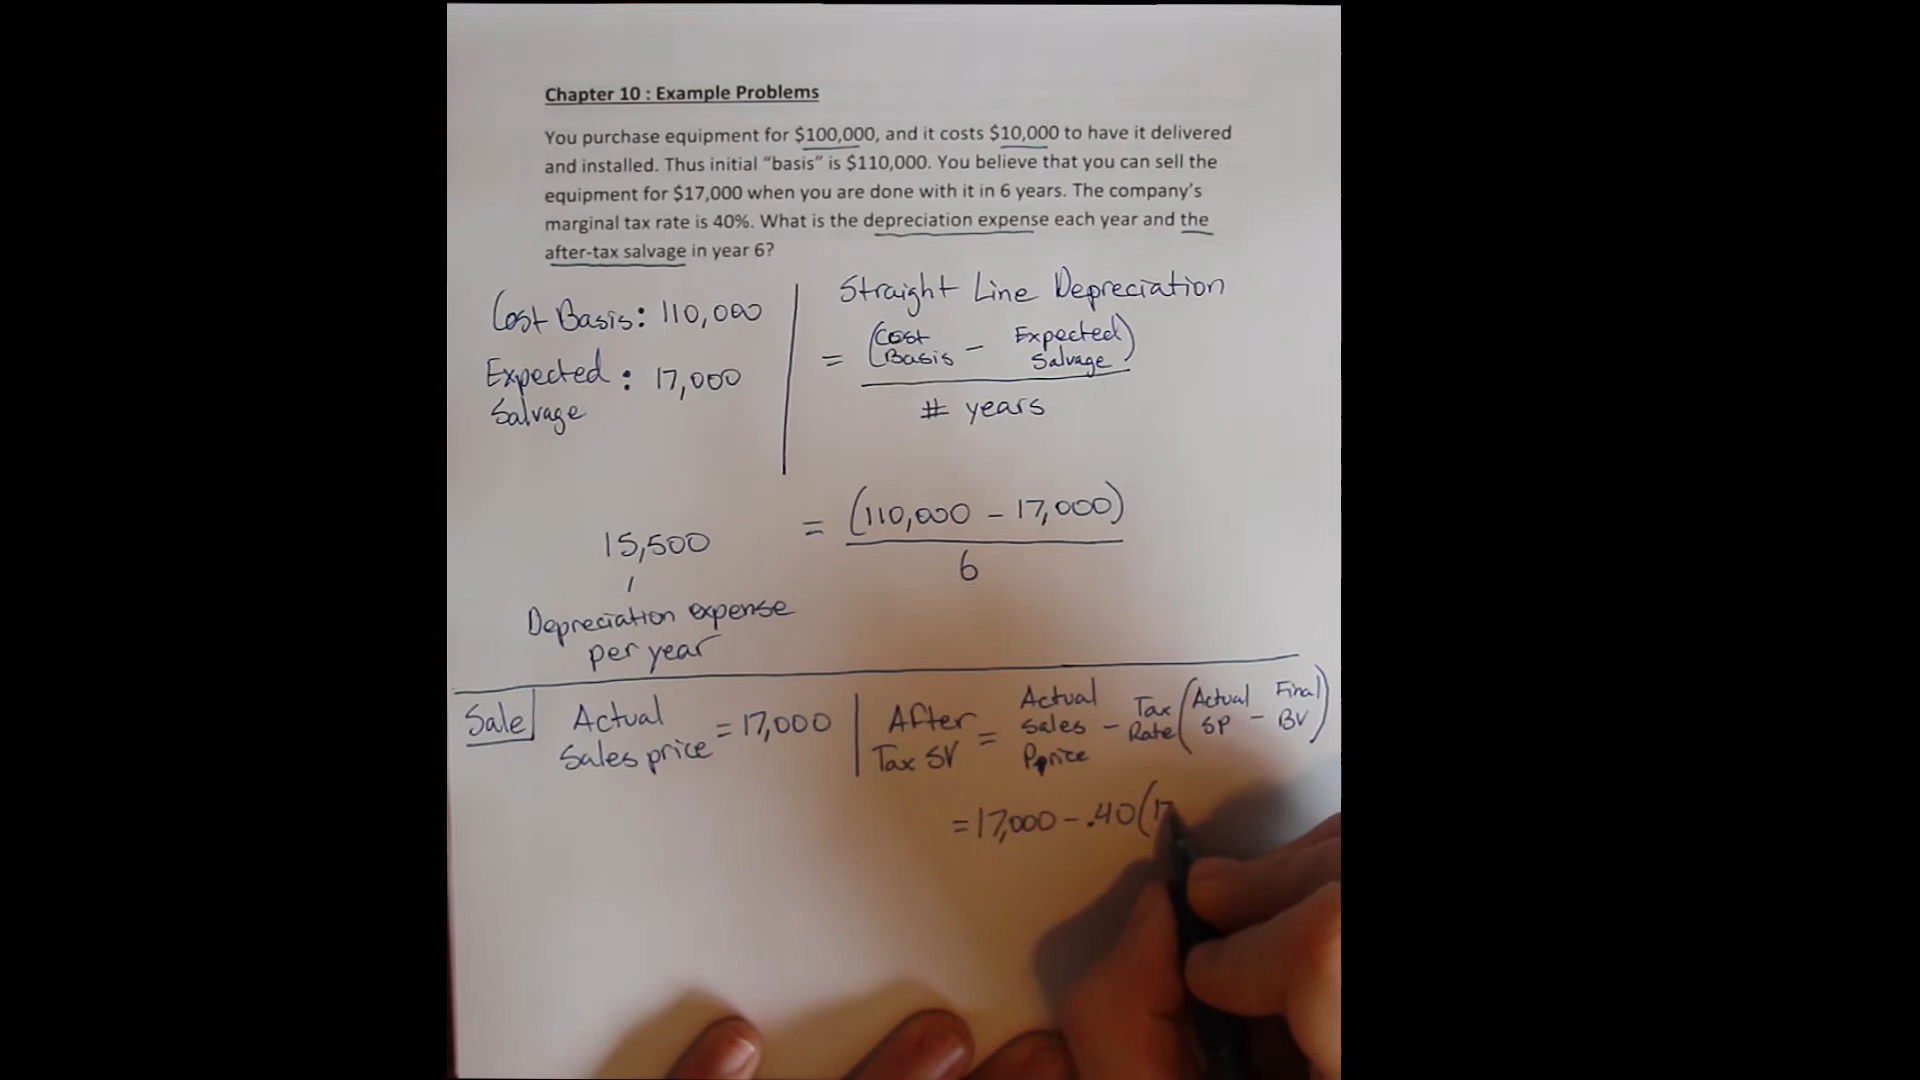 Chapter 10 : Example Problems
You purchase equipment for $100,000, and it costs $10,000 to have it delivered
and installed. Thus initial “basis” is $110,000. You believe that you can sell the
equipment for $17,000 when you are done with it in 6 years. The company’s
marginal tax rate is 40%. What is the depreciation expense each year and the
after-tax salvage in year 6?
Cost Basis: 110,000
Expected : 17,000
Salvage
Straight Line Depreciation
= (Cost Basis - Expected Salvage)
# years
15,500 = (110,000 - 17,000)
6
Depreciation expense
per year
Sale
Actual
Sales price = 17,000
After Tax SV = Actual Sales Price - Tax Rate (Actual SP - Final BV)
= 17,000 - .40(17